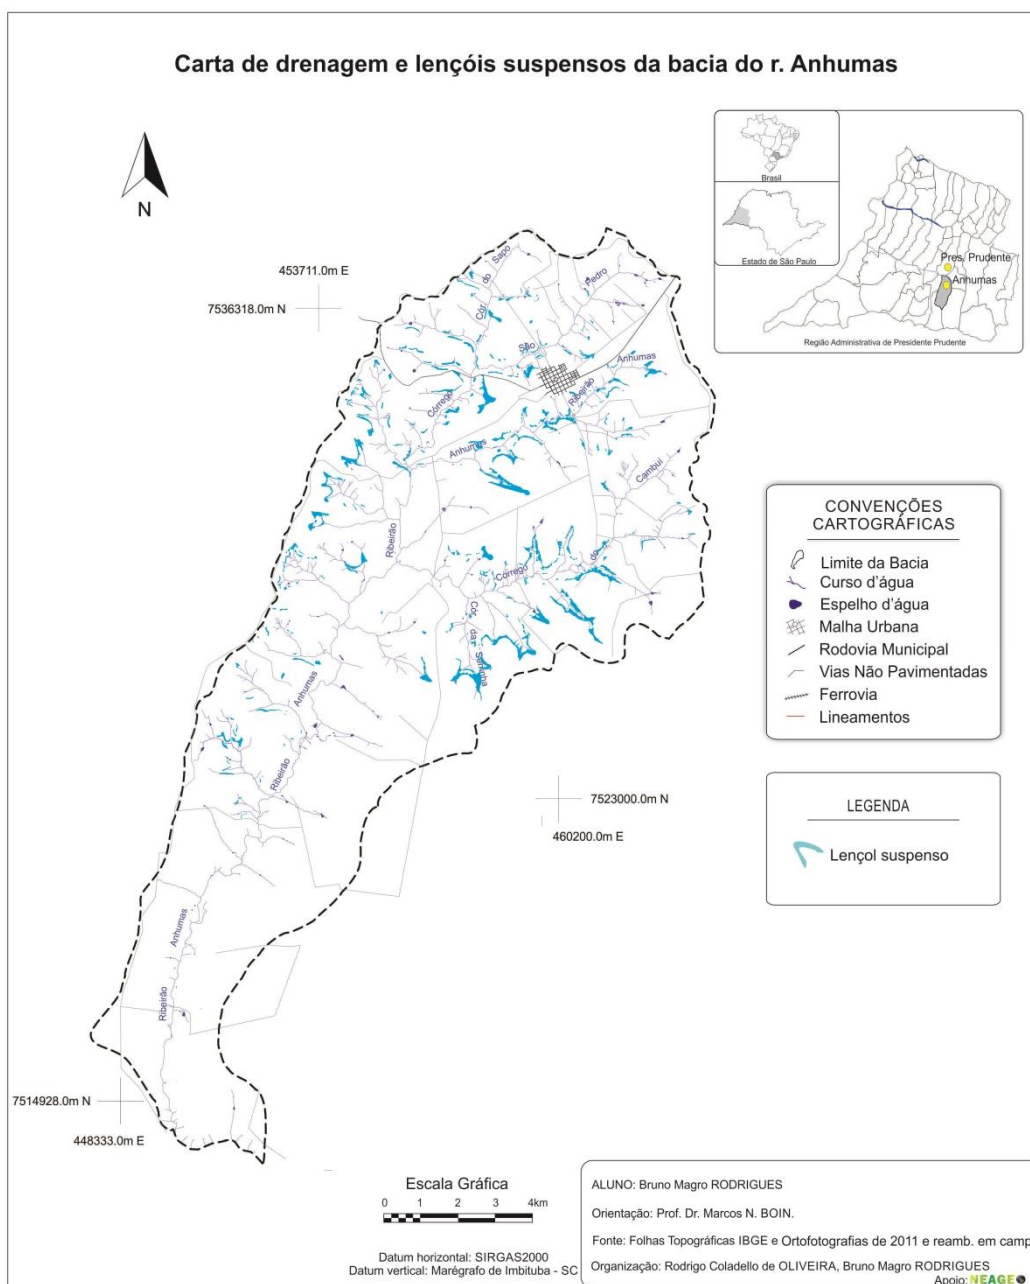 Carta de drenagem e lençóis suspensos da bacia do r. Anhumas
N
Brasil
Estado de São Paulo
Pres. Prudente
Anhumas
Região Administrativa de Presidente Prudente
453711.0m E
7536318.0m N
Cór.
do
Sapo
Pedro
São
Anhumas
Ribeirão
Córrego
Anhumas
Cambuí
Ribeirão
do
Córrego
Cór.
da
Serrinha
Anhumas
Ribeirão
Anhumas
Ribeirão
CONVENÇÕES
CARTOGRÁFICAS
Limite da Bacia
Curso d'água
Espelho d'água
Malha Urbana
Rodovia Municipal
Vias Não Pavimentadas
Ferrovia
Lineamentos
7523000.0m N
460200.0m E
LEGENDA
Lençol suspenso
7514928.0m N
448333.0m E
Escala Gráfica
0 1 2 3 4km
Datum horizontal: SIRGAS2000
Datum vertical: Marégrafo de Imbituba - SC
ALUNO: Bruno Magro RODRIGUES
Orientação: Prof. Dr. Marcos N. BOIN.
Fonte: Folhas Topográficas IBGE e Ortofotografias de 2011 e reamb. em camp
Organização: Rodrigo Coladello de OLIVEIRA, Bruno Magro RODRIGUES
Apoio: NEAGEO